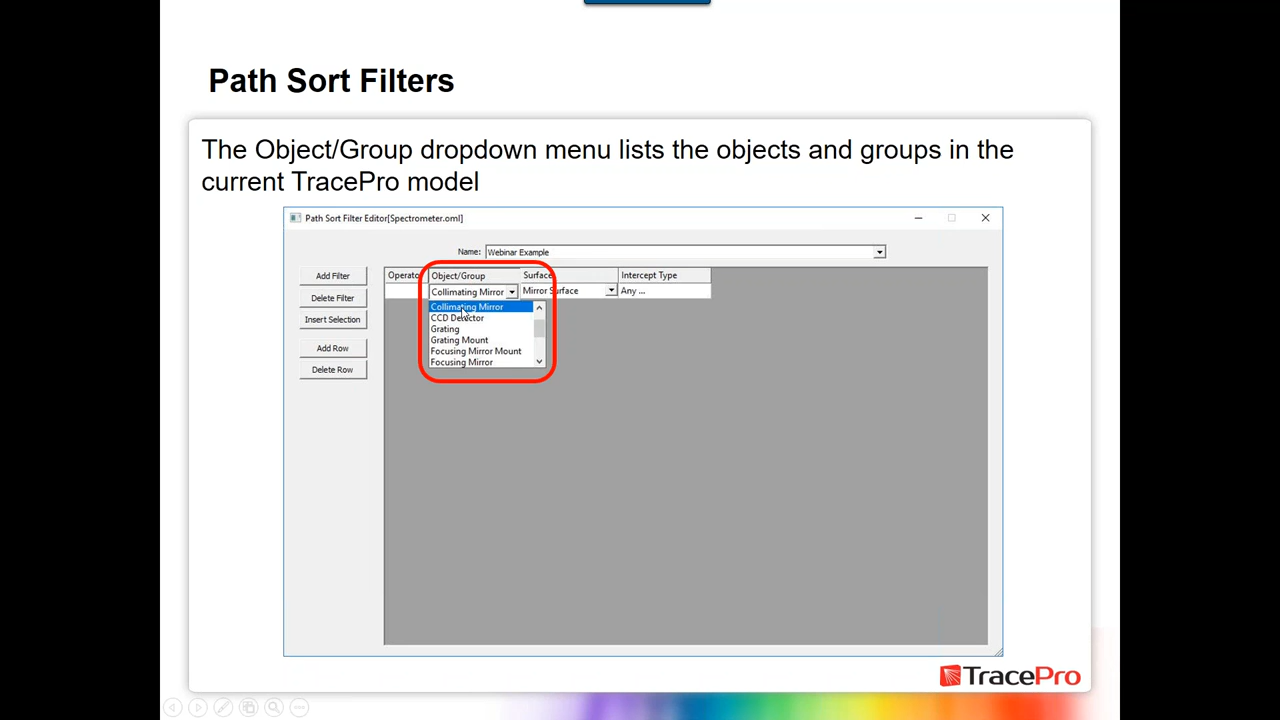 Path Sort Filters
The Object/Group dropdown menu lists the objects and groups in the
current TracePro model
Path Sort Filter Editor[Spectrometer.oml]
Name: Webinar Example
Add Filter
Delete Filter
Insert Selection
Add Row
Delete Row
Operato Object/Group Surface Intercept Type
Collimating Mirror Mirror Surface Any ...
Collimating Mirror
CCD Detector
Grating
Grating Mount
Focusing Mirror Mount
Focusing Mirror
TracePro